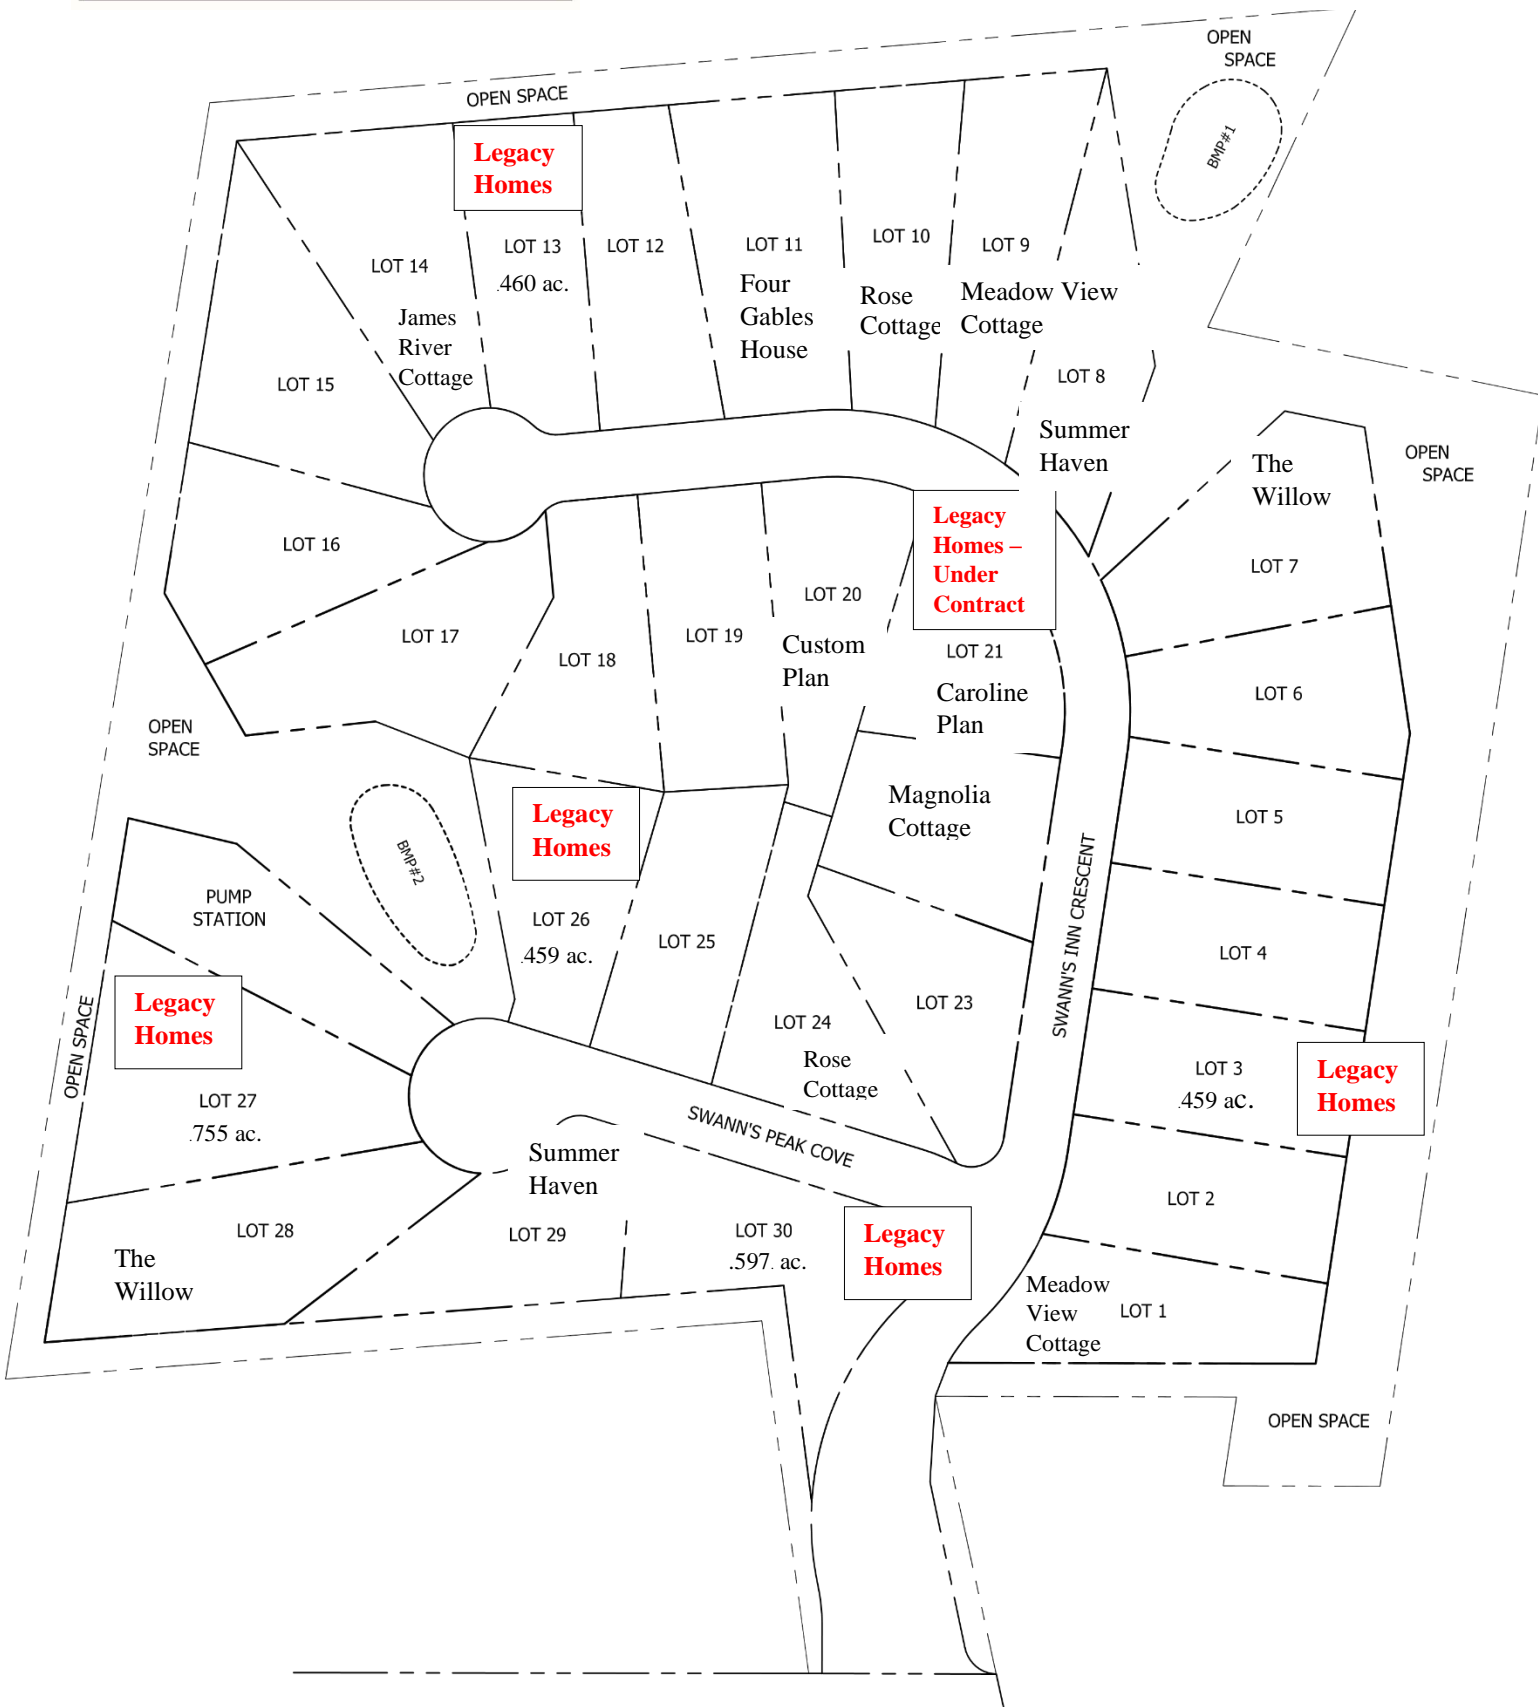 OPEN
SPACE
OPEN SPACE
BMP#1
Legacy
Homes
LOT 14
LOT 13
.460 ac.
LOT 12
LOT 11
Four
Gables
House
LOT 10
Rose
Cottage
LOT 9
Meadow View
Cottage
James
River
Cottage
LOT 15
LOT 8
Summer
Haven
The
Willow
OPEN
SPACE
LOT 16
Legacy
Homes –
Under
Contract
LOT 7
LOT 17
LOT 18
LOT 19
LOT 20
Custom
Plan
LOT 21
Caroline
Plan
LOT 6
OPEN
SPACE
Legacy
Homes
Magnolia
Cottage
LOT 5
BMP#2
PUMP
STATION
LOT 26
.459 ac.
LOT 25
SWANN'S INN CRESCENT
LOT 4
Legacy
Homes
OPEN SPACE
LOT 24
Rose
Cottage
LOT 23
LOT 3
.459 ac.
Legacy
Homes
LOT 27
.755 ac.
SWANN'S PEAK COVE
Summer
Haven
LOT 2
LOT 28
The
Willow
LOT 29
LOT 30
.597. ac.
Legacy
Homes
Meadow
View
Cottage
LOT 1
OPEN SPACE